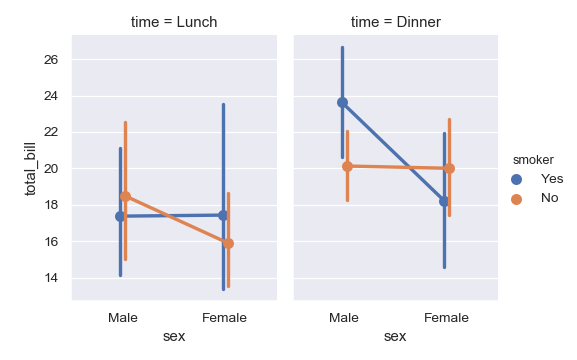 time = Lunch
time = Dinner
26
24
22
20
18
16
14
total_bill
Male
Female
Male
Female
sex
sex
smoker
Yes
No